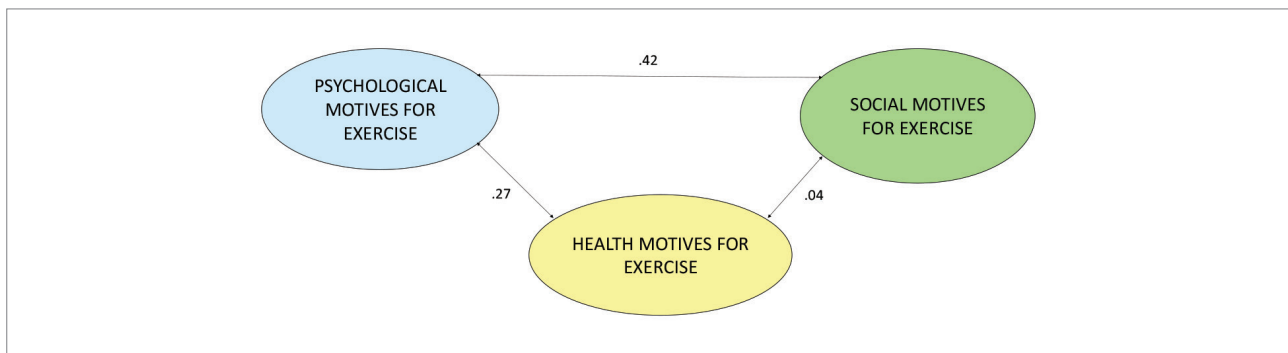 .42
PSYCHOLOGICAL
MOTIVES FOR
EXERCISE
SOCIAL MOTIVES
FOR EXERCISE
.27
.04
HEALTH MOTIVES FOR
EXERCISE